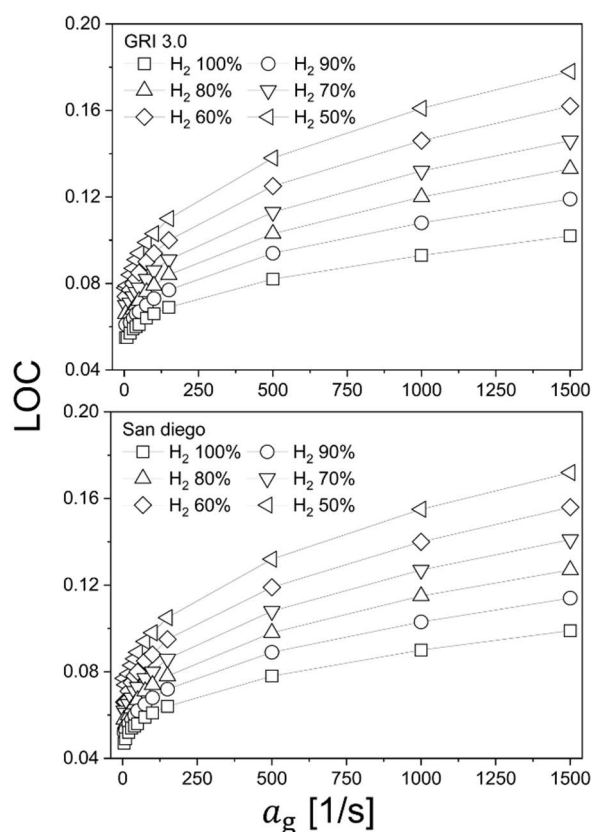 LOC
0.20
0.16
0.12
0.08
0.04
GRI 3.0
H₂ 100% H₂ 90%
H₂ 80% H₂ 70%
H₂ 60% H₂ 50%
0 250 500 750 1000 1250 1500
0.20
0.16
0.12
0.08
0.04
San diego
H₂ 100% H₂ 90%
H₂ 80% H₂ 70%
H₂ 60% H₂ 50%
0 250 500 750 1000 1250 1500
a_g [1/s]